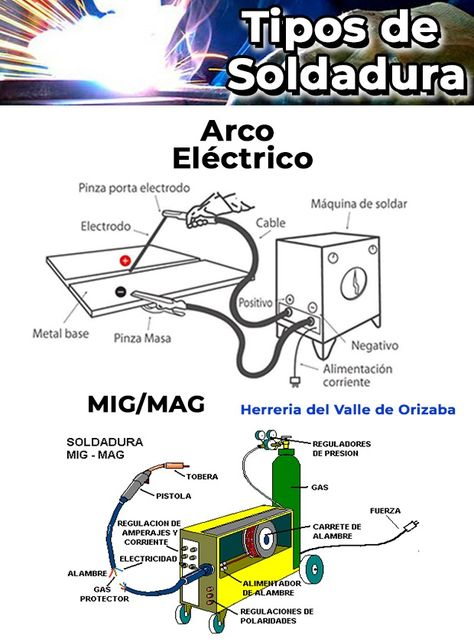 Tipos de
Soldadura
Arco
Eléctrico
Pinza porta electrodo
Máquina de soldar
Electrodo
Cable
Positivo
Metal base
Pinza Masa
Negativo
Alimentación
corriente
MIG/MAG
Herreria del Valle de Orizaba
SOLDADURA
MIG - MAG
REGULADORES
DE PRESION
TOBERA
PISTOLA
GAS
FUERZA
REGULACION DE
AMPERAJES Y
CORRIENTE
CARRETE DE
ALAMBRE
ELECTRICIDAD
ALAMBRE
GAS
PROTECTOR
ALIMENTADOR
DE ALAMBRE
REGULACIONES DE
POLARIDADES